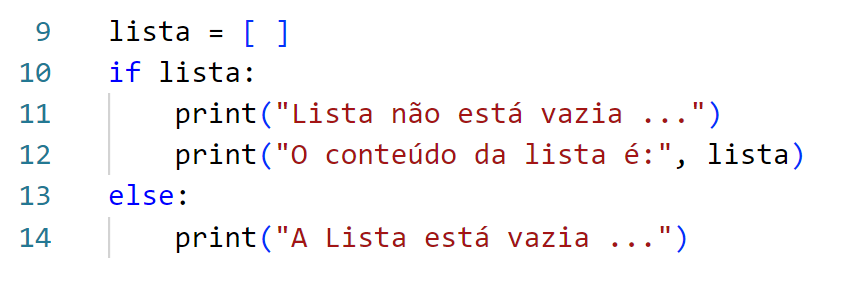 9 lista = [ ]
10 if lista:
11 print("Lista não está vazia ...")
12 print("O conteúdo da lista é:", lista)
13 else:
14 print("A Lista está vazia ...")